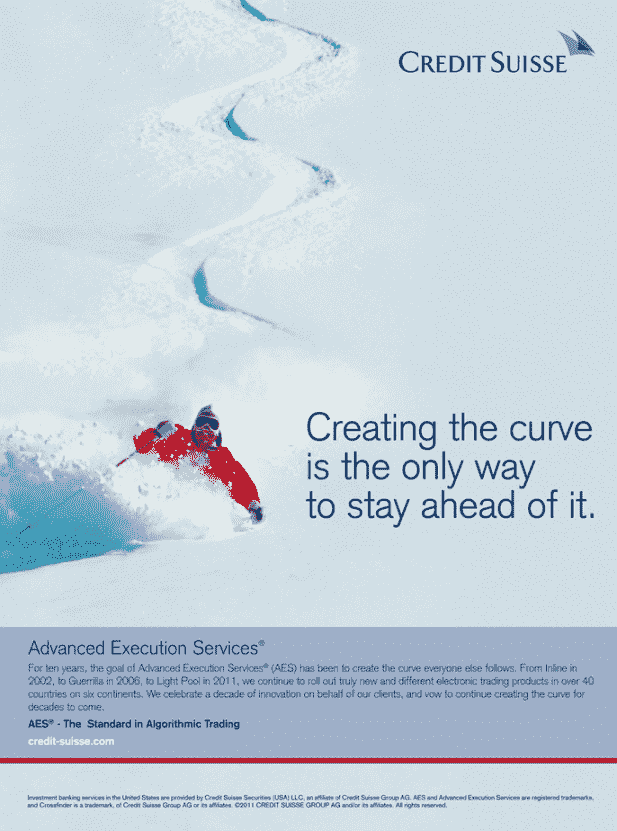 CREDIT SUISSE
Creating the curve
is the only way
to stay ahead of it.
Advanced Execution Services®
For ten years, the goal of Advanced Execution Services® (AES) has been to create the curve everyone else follows. From Inline in
2002, to Guerrilla in 2006, to Light Pool in 2011, we continue to roll out truly new and different electronic trading products in over 40
countries on six continents. We celebrate a decade of innovation on behalf of our clients, and vow to continue creating the curve for
decades to come.
AES® - The Standard in Algorithmic Trading
credit-suisse.com
Investment banking services in the United States are provided by Credit Suisse Securities (USA) LLC, an affiliate of Credit Suisse Group AG. AES and Advanced Execution Services are registered trademarks,
and Crossfinder is a trademark, of Credit Suisse Group AG or its affiliates. ©2011 CREDIT SUISSE GROUP AG and/or its affiliates. All rights reserved.